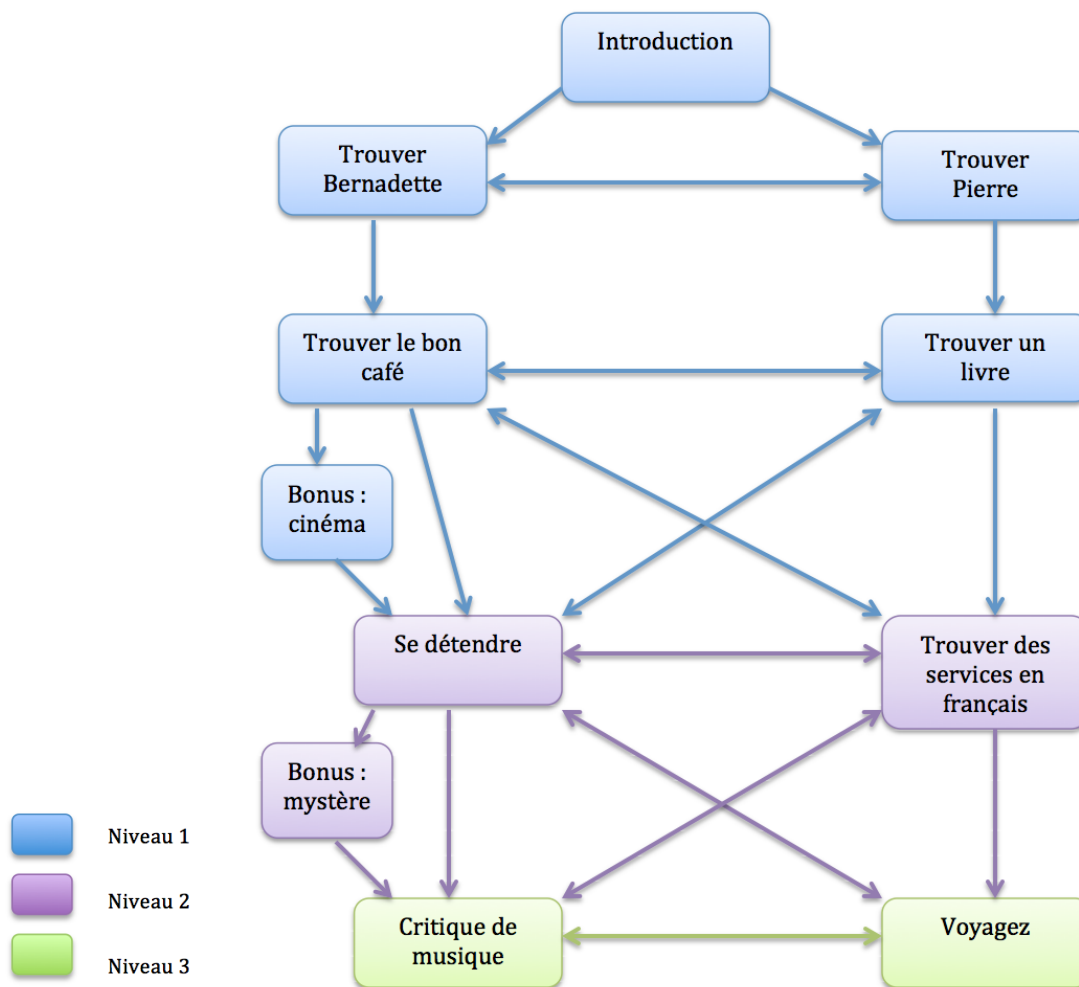 Introduction
Trouver
Bernadette
Trouver
Pierre
Trouver le bon
café
Trouver un
livre
Bonus :
cinéma
Se détendre
Trouver des
services en
français
Bonus :
mystère
Niveau 1
Niveau 2
Niveau 3
Critique de
musique
Voyagez